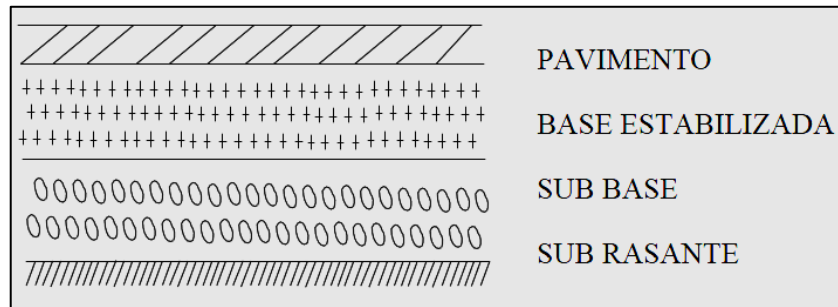 PAVIMENTO
BASE ESTABILIZADA
SUB BASE
SUB RASANTE